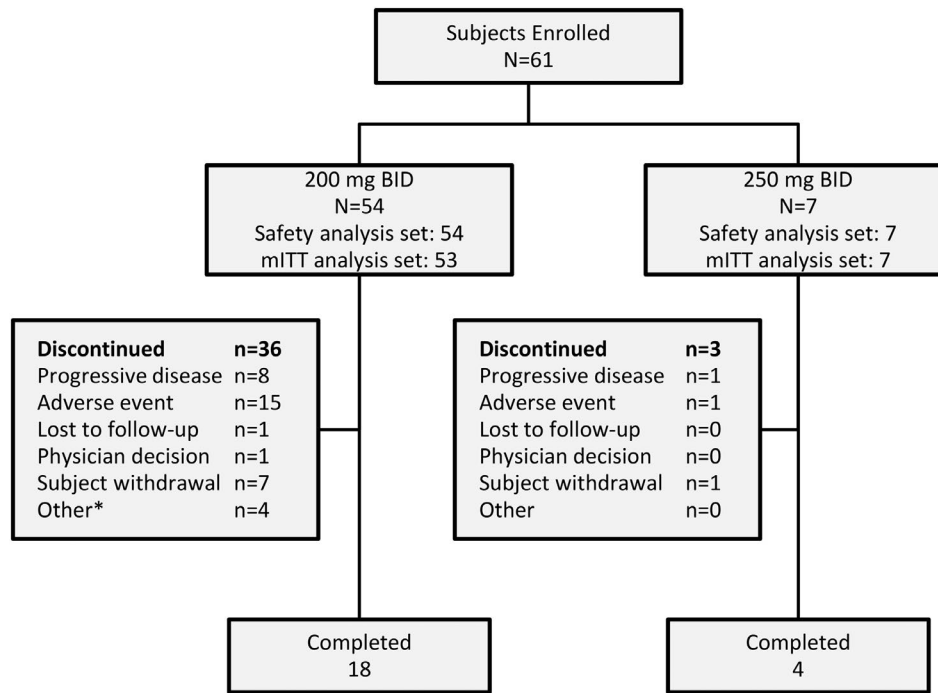 Subjects Enrolled
N=61
200 mg BID
N=54
Safety analysis set: 54
mITT analysis set: 53
250 mg BID
N=7
Safety analysis set: 7
mITT analysis set: 7
Discontinued n=36
Progressive disease n=8
Adverse event n=15
Lost to follow-up n=1
Physician decision n=1
Subject withdrawal n=7
Other* n=4
Discontinued n=3
Progressive disease n=1
Adverse event n=1
Lost to follow-up n=0
Physician decision n=0
Subject withdrawal n=1
Other n=0
Completed
18
Completed
4